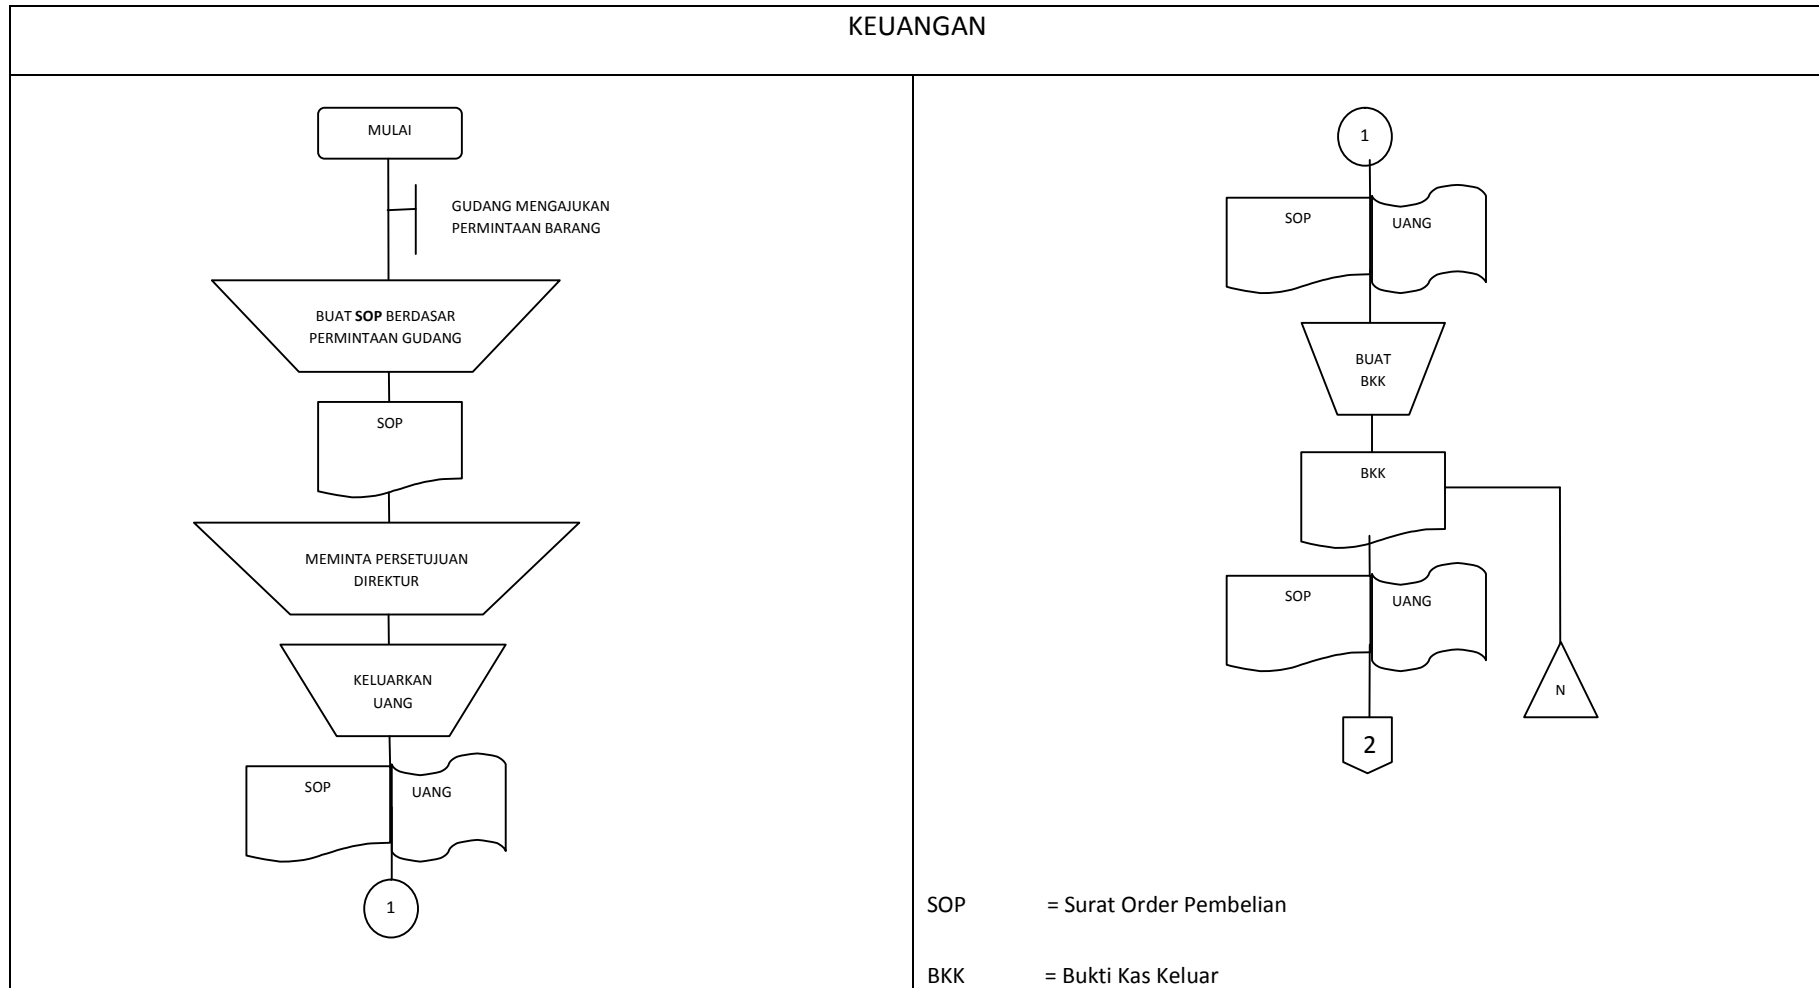 KEUANGAN
MULAI
GUDANG MENGAJUKAN
PERMINTAAN BARANG
BUAT SOP BERDASAR
PERMINTAAN GUDANG
SOP
MEMINTA PERSETUJUAN
DIREKTUR
KELUARKAN
UANG
SOP
UANG
1
1
SOP
UANG
BUAT
BKK
BKK
SOP
UANG
N
2
SOP = Surat Order Pembelian
BKK = Bukti Kas Keluar